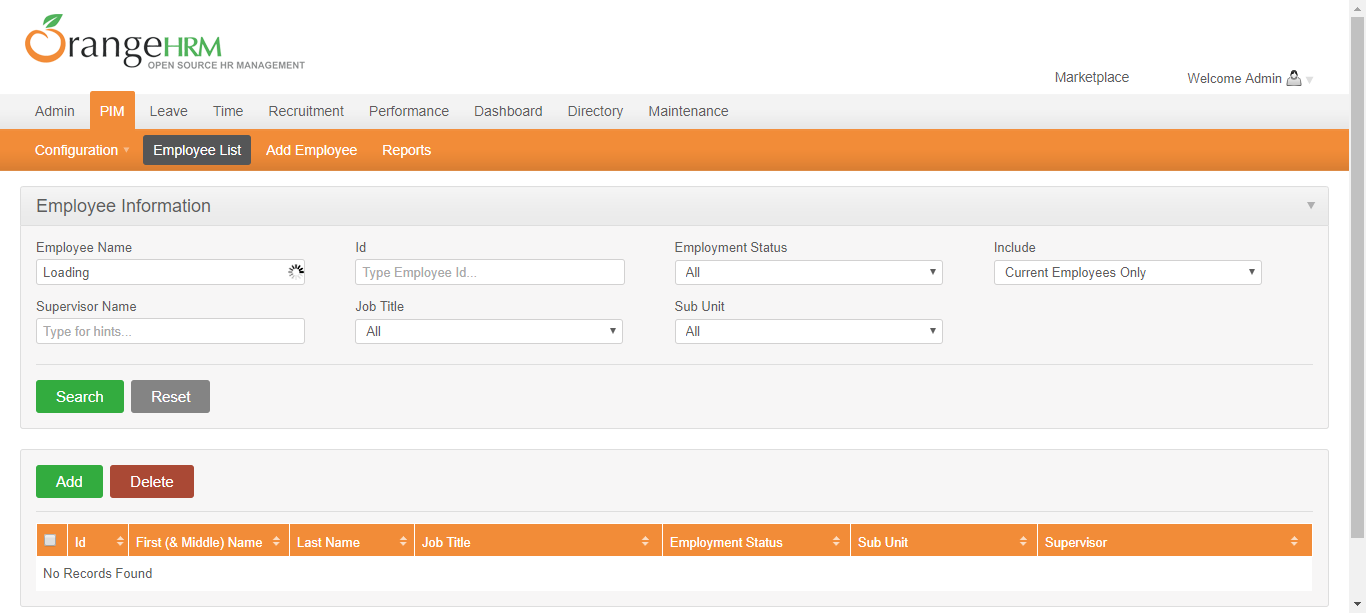 OrangeHRM
OPEN SOURCE HR MANAGEMENT
Marketplace Welcome Admin
Admin PIM Leave Time Recruitment Performance Dashboard Directory Maintenance
Configuration Employee List Add Employee Reports
Employee Information
Employee Name Id Employment Status Include
Loading Type Employee Id... All Current Employees Only
Supervisor Name Job Title Sub Unit
Type for hints... All All
Search Reset
Add Delete
Id First (& Middle) Name Last Name Job Title Employment Status Sub Unit Supervisor
No Records Found